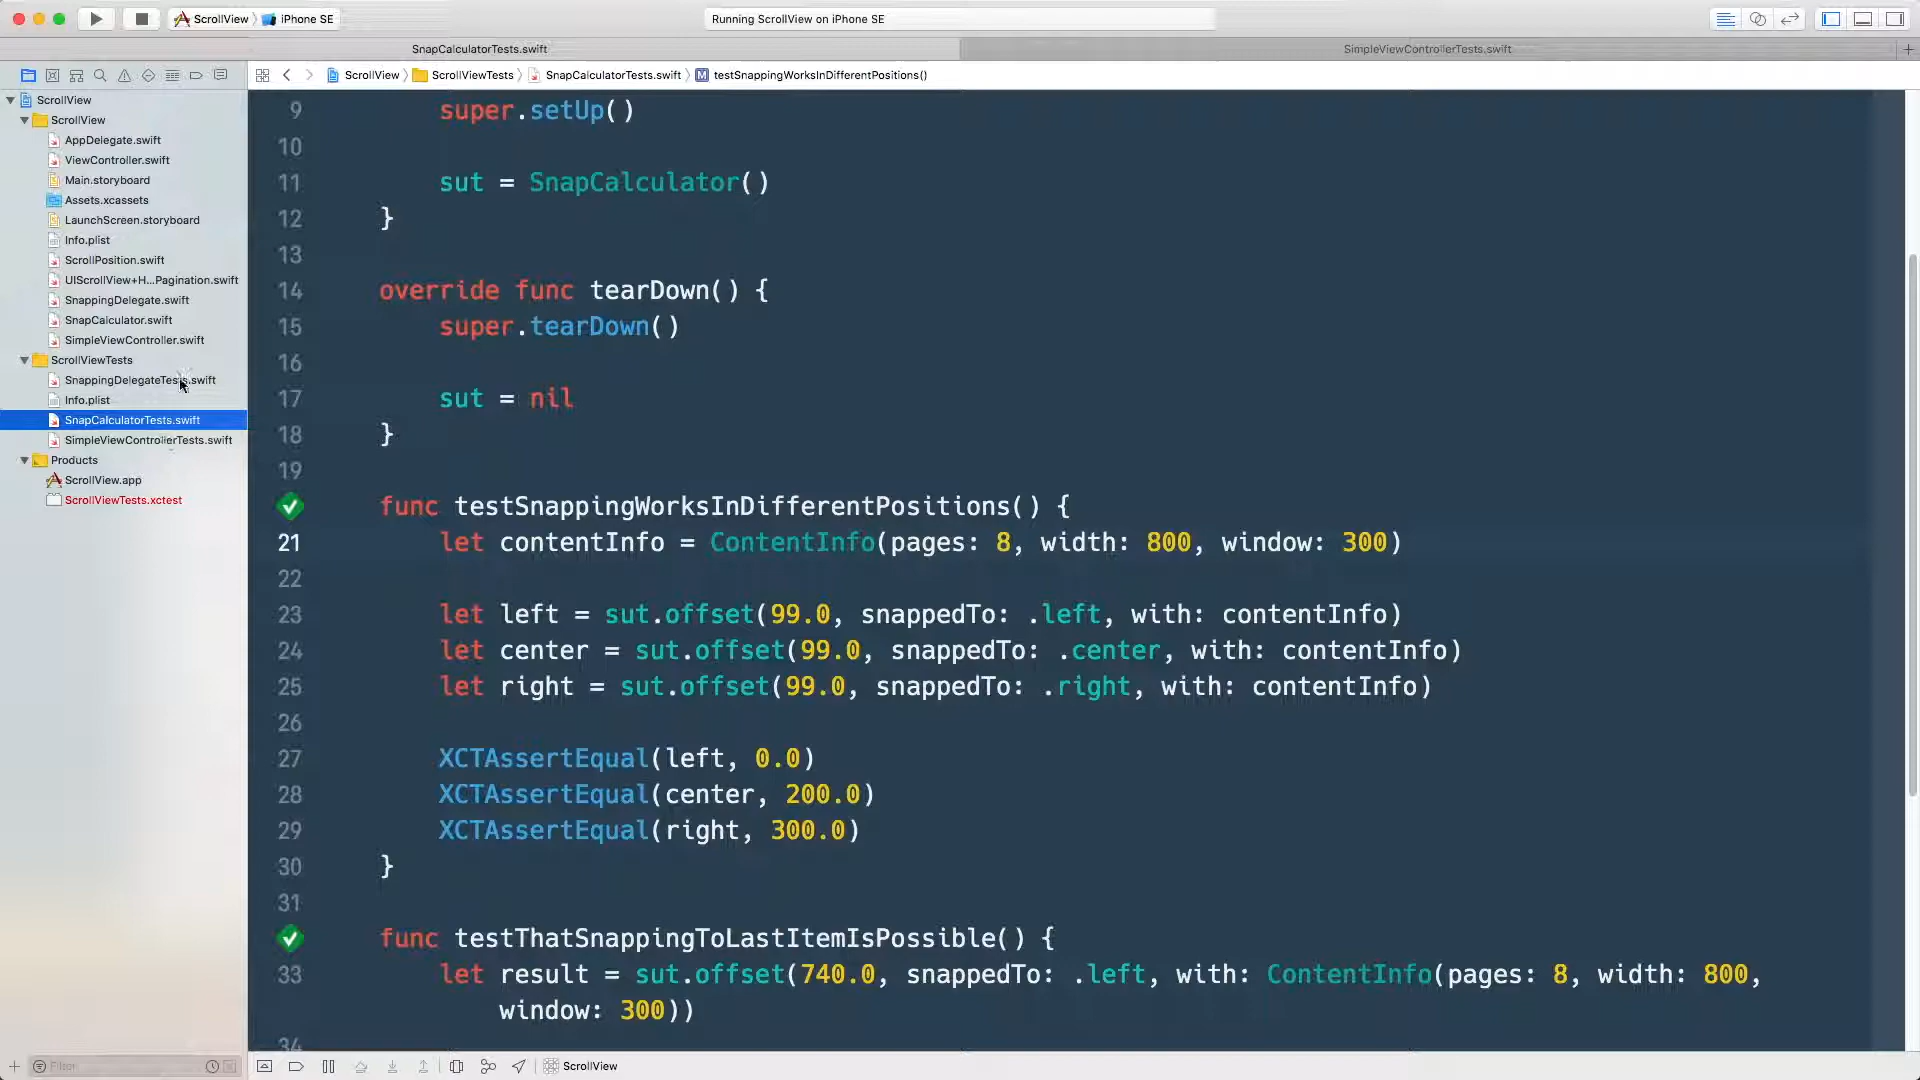 ScrollView
iPhone SE
Running ScrollView on iPhone SE
SnapCalculatorTests.swift
SimpleViewControllerTests.swift
ScrollView
ScrollViewTests
SnapCalculatorTests.swift
M
testSnappingWorksInDifferentPositions()
ScrollView
ScrollView
AppDelegate.swift
ViewController.swift
Main.storyboard
Assets.xcassets
LaunchScreen.storyboard
Info.plist
ScrollPosition.swift
UIScrollView+H...Pagination.swift
SnappingDelegate.swift
SnapCalculator.swift
SimpleViewController.swift
ScrollViewTests
SnappingDelegateTests.swift
Info.plist
SnapCalculatorTests.swift
SimpleViewControllerTests.swift
Products
ScrollView.app
ScrollViewTests.xctest
Filter
9 super.setUp()
10
11 sut = SnapCalculator()
12 }
13
14 override func tearDown() {
15 super.tearDown()
16
17 sut = nil
18 }
19
func testSnappingWorksInDifferentPositions() {
21 let contentInfo = ContentInfo(pages: 8, width: 800, window: 300)
22
23 let left = sut.offset(99.0, snappedTo: .left, with: contentInfo)
24 let center = sut.offset(99.0, snappedTo: .center, with: contentInfo)
25 let right = sut.offset(99.0, snappedTo: .right, with: contentInfo)
26
27 XCTAssertEqual(left, 0.0)
28 XCTAssertEqual(center, 200.0)
29 XCTAssertEqual(right, 300.0)
30 }
31
func testThatSnappingToLastItemIsPossible() {
33 let result = sut.offset(740.0, snappedTo: .left, with: ContentInfo(pages: 8, width: 800,
window: 300))
34
ScrollView